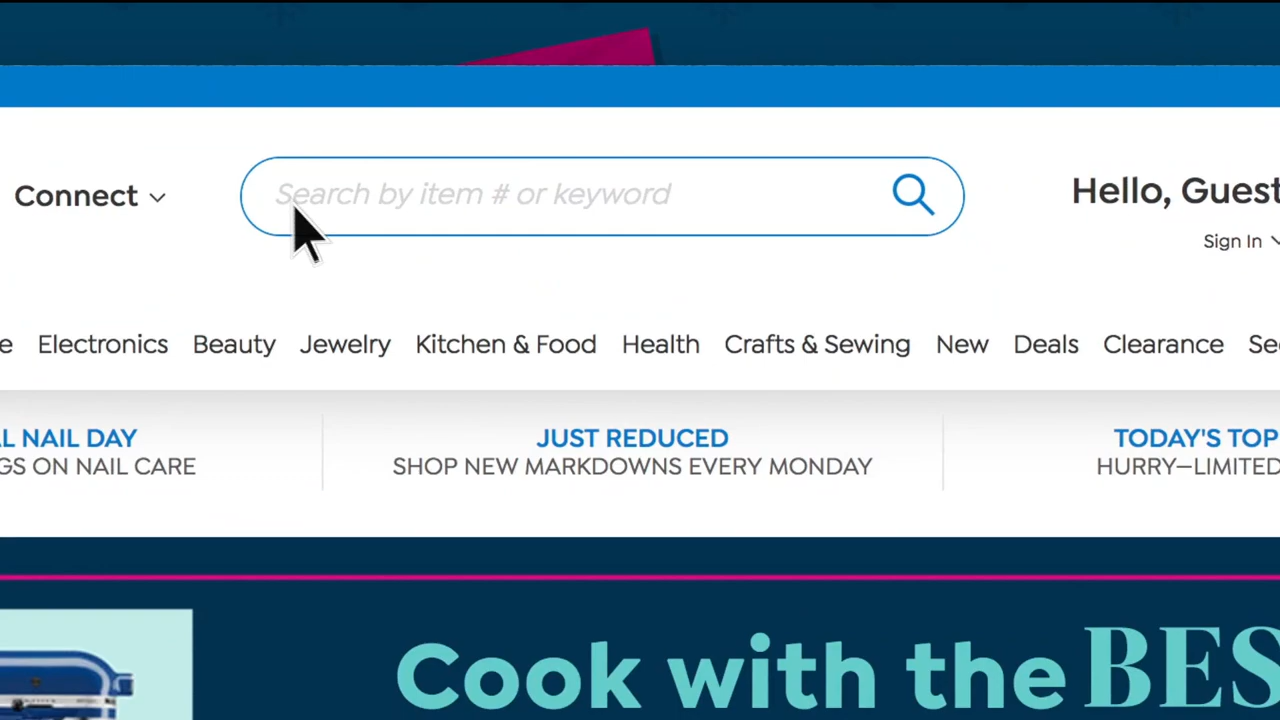 Connect
Search by item # or keyword
Hello, Guest
Sign In
Electronics Beauty Jewelry Kitchen & Food Health Crafts & Sewing New Deals Clearance
NAIL DAY
JUST REDUCED
TODAY'S TOP
ON NAIL CARE
SHOP NEW MARKDOWNS EVERY MONDAY
HURRY—LIMITED
Cook with the BES